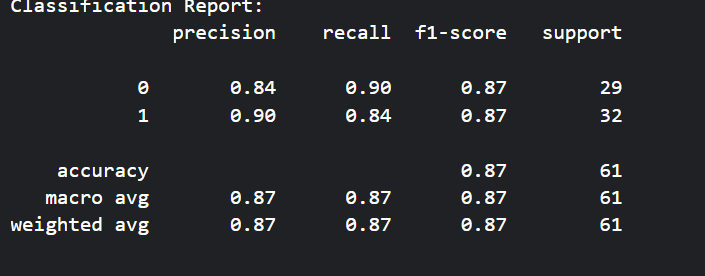 Classification Report:
precision recall f1-score support
0 0.84 0.90 0.87 29
1 0.90 0.84 0.87 32
accuracy 0.87 61
macro avg 0.87 0.87 0.87 61
weighted avg 0.87 0.87 0.87 61